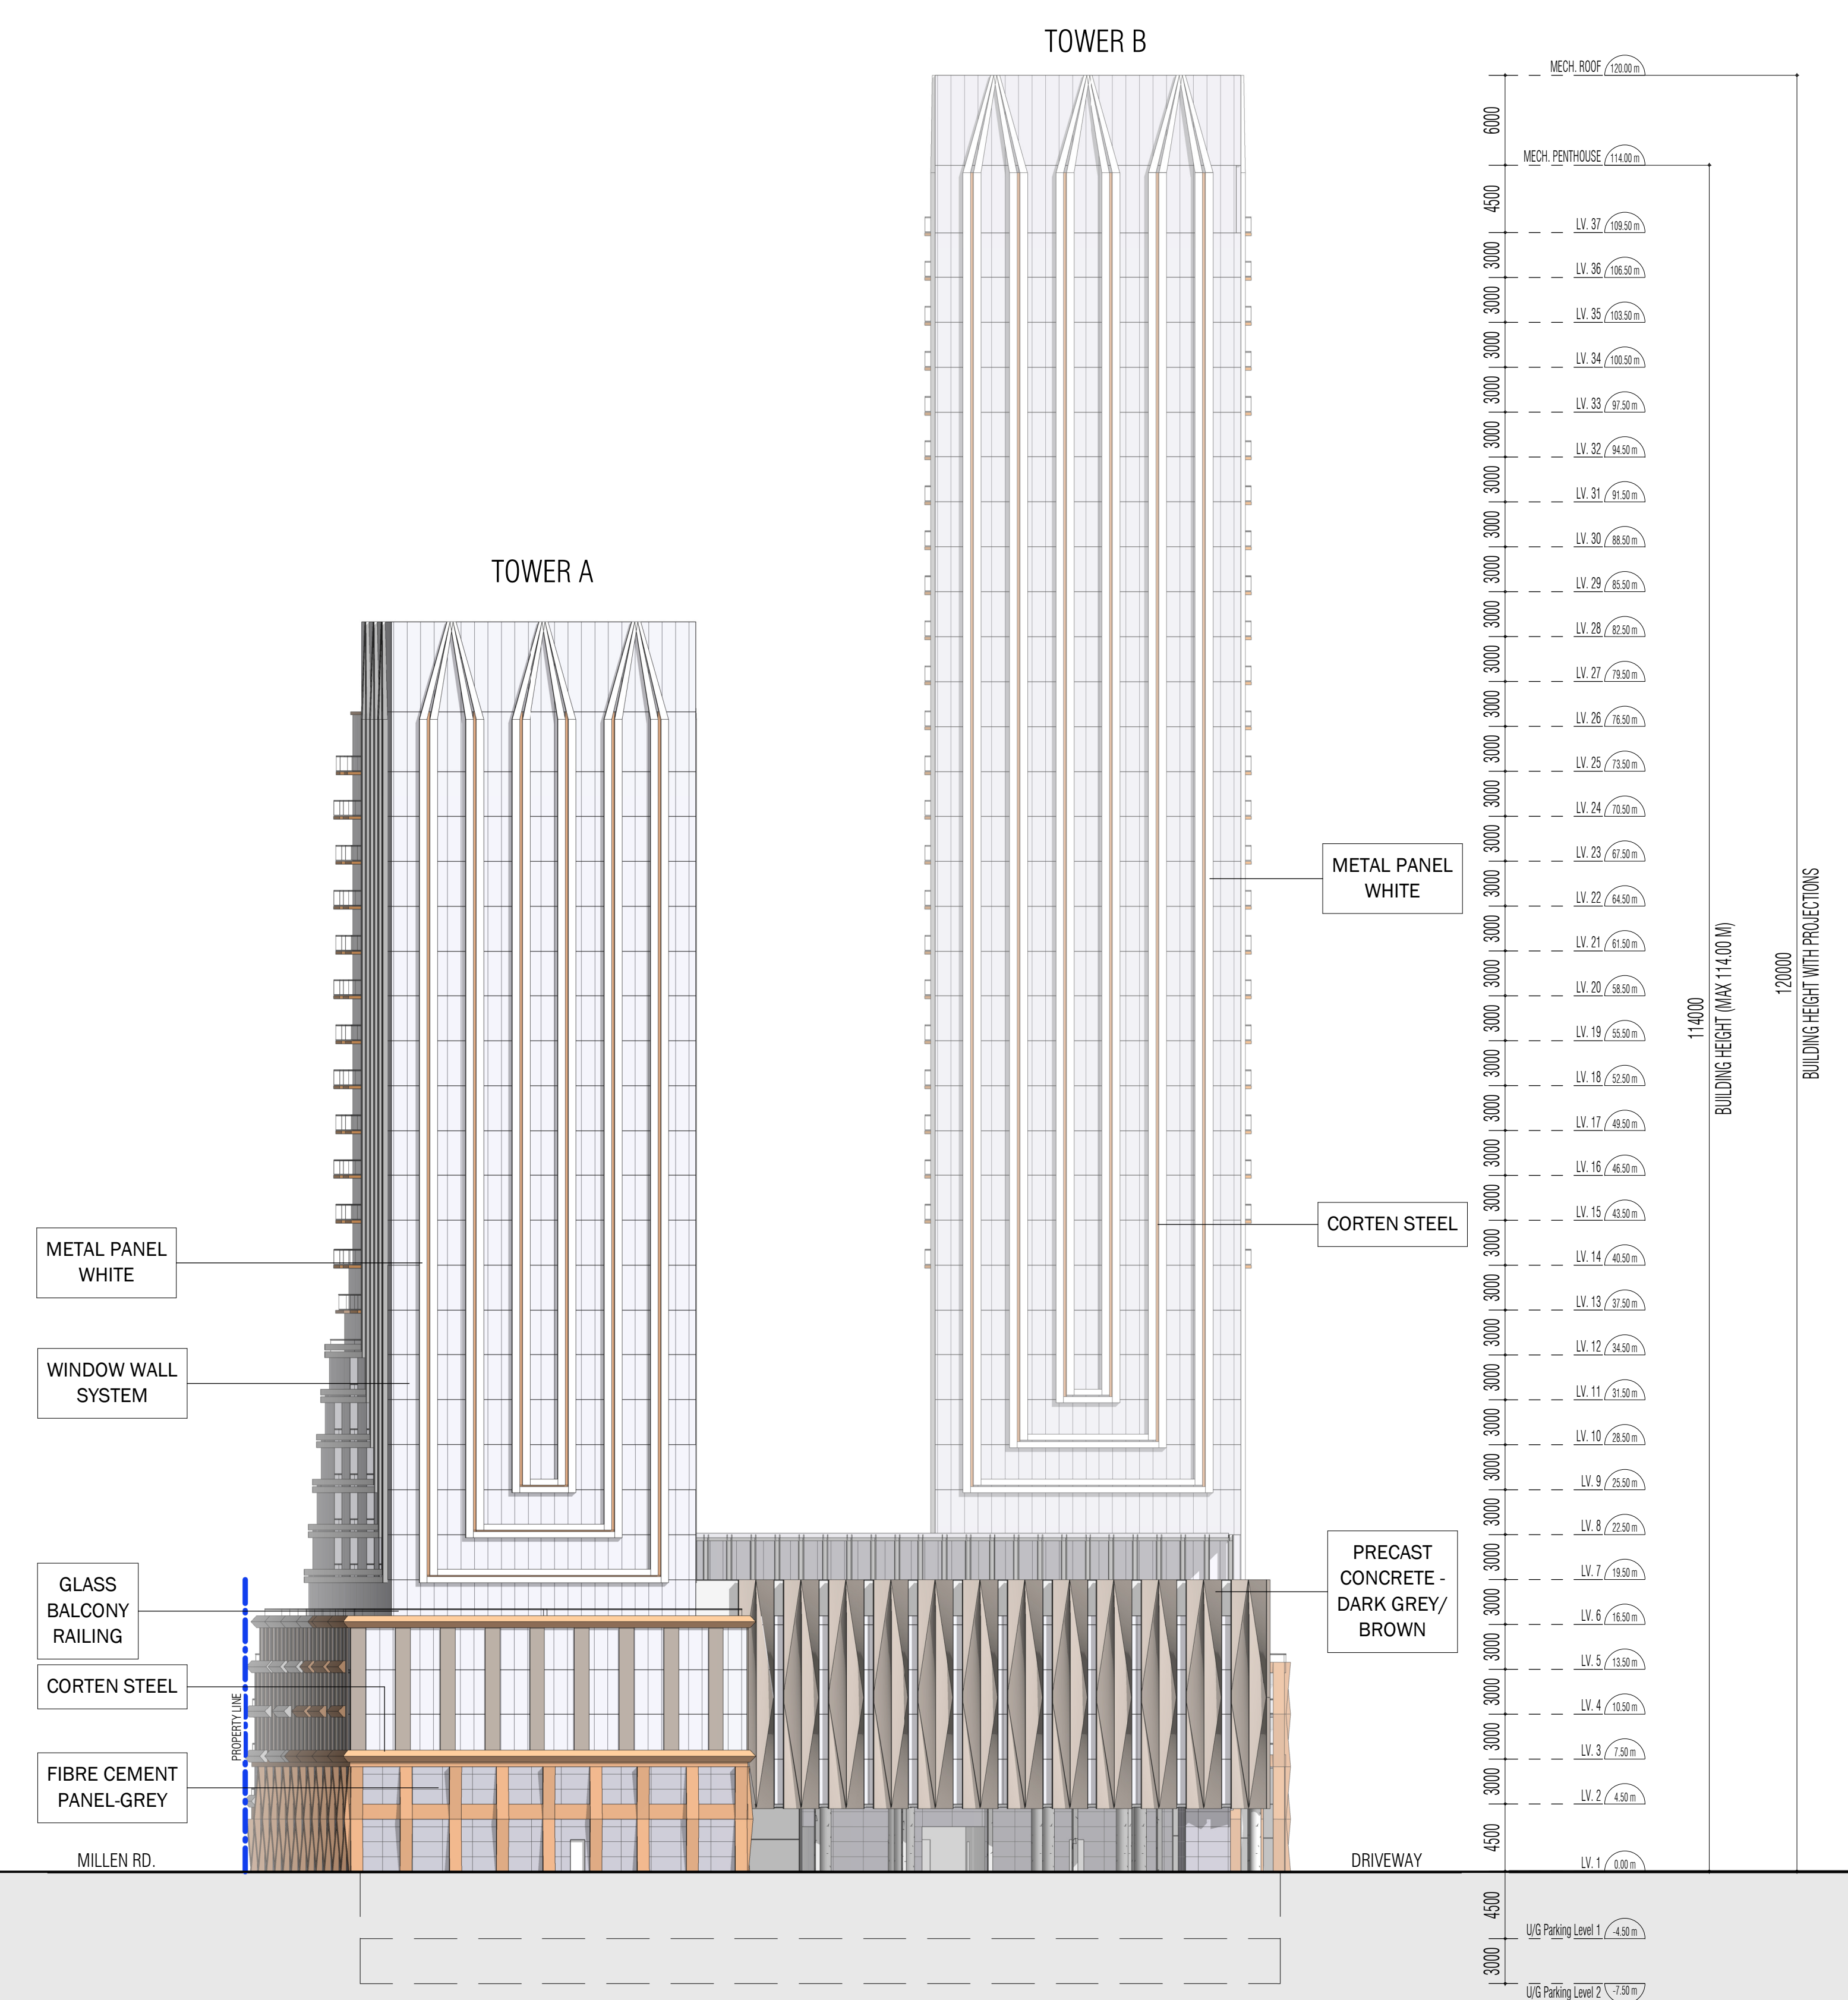 TOWER B
TOWER A
METAL PANEL
WHITE
WINDOW WALL
SYSTEM
GLASS
BALCONY
RAILING
CORTEN STEEL
FIBRE CEMENT
PANEL-GREY
PROPERTY LINE
MILLEN RD.
METAL PANEL
WHITE
CORTEN STEEL
PRECAST
CONCRETE -
DARK GREY/
BROWN
DRIVEWAY
MECH. ROOF 120.00 m
6000
MECH. PENTHOUSE 114.00 m
4500
LV. 37 109.50 m
3000
LV. 36 106.50 m
3000
LV. 35 103.50 m
3000
LV. 34 100.50 m
3000
LV. 33 97.50 m
3000
LV. 32 94.50 m
3000
LV. 31 91.50 m
3000
LV. 30 88.50 m
3000
LV. 29 85.50 m
3000
LV. 28 82.50 m
3000
LV. 27 79.50 m
3000
LV. 26 76.50 m
3000
LV. 25 73.50 m
3000
LV. 24 70.50 m
3000
LV. 23 67.50 m
3000
LV. 22 64.50 m
3000
LV. 21 61.50 m
3000
LV. 20 58.50 m
3000
LV. 19 55.50 m
3000
LV. 18 52.50 m
3000
LV. 17 49.50 m
3000
LV. 16 46.50 m
3000
LV. 15 43.50 m
3000
LV. 14 40.50 m
3000
LV. 13 37.50 m
3000
LV. 12 34.50 m
3000
LV. 11 31.50 m
3000
LV. 10 28.50 m
3000
LV. 9 25.50 m
3000
LV. 8 22.50 m
3000
LV. 7 19.50 m
3000
LV. 6 16.50 m
3000
LV. 5 13.50 m
3000
LV. 4 10.50 m
3000
LV. 3 7.50 m
3000
LV. 2 4.50 m
4500
LV. 1 0.00 m
4500
U/G Parking Level 1 -4.50 m
3000
U/G Parking Level 2 -7.50 m
114000
BUILDING HEIGHT (MAX 114.00 M)
120000
BUILDING HEIGHT WITH PROJECTIONS